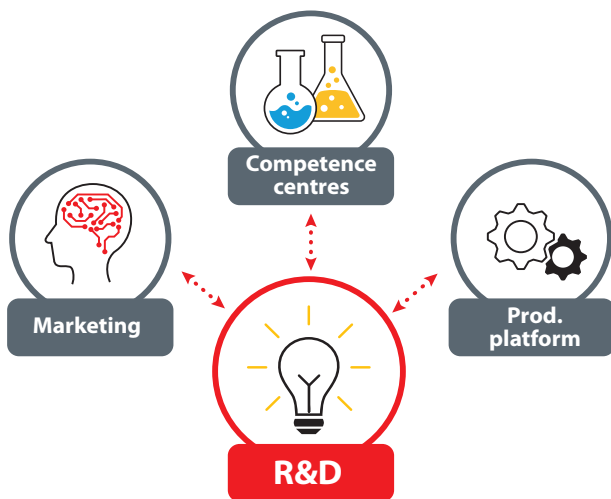 Competence
centres
Marketing
Prod.
platform
R&D